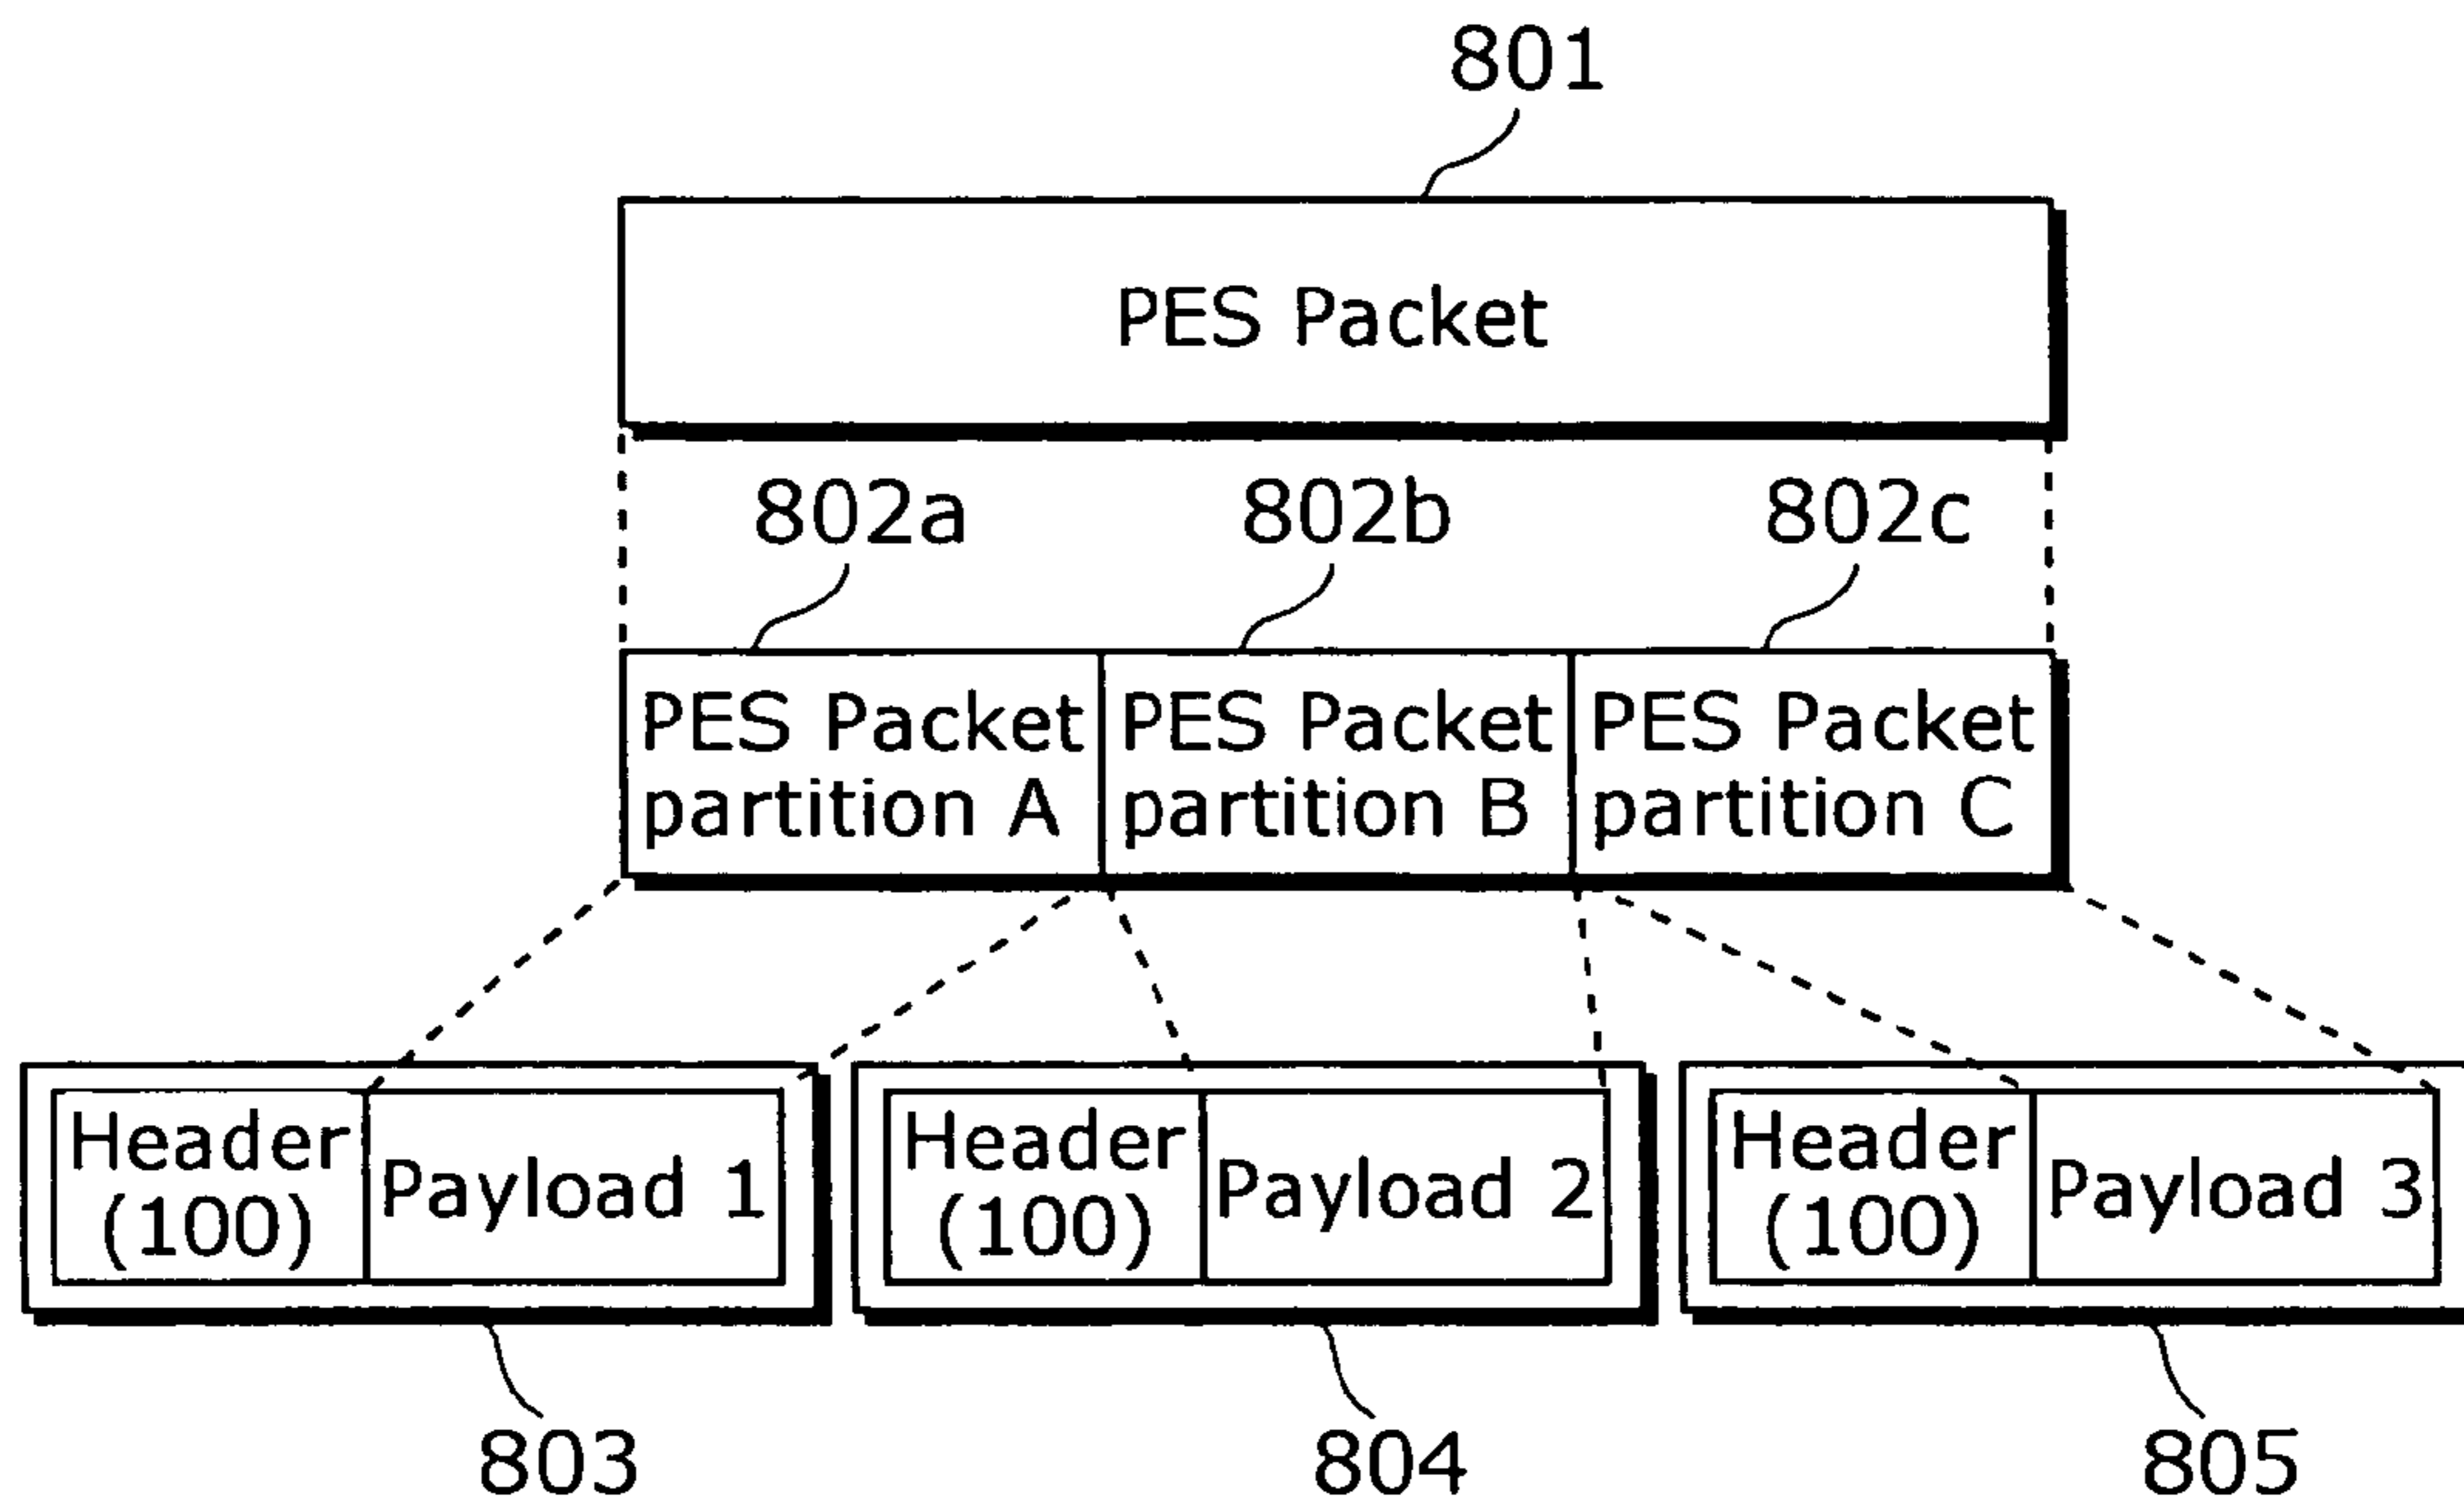 801
PES Packet
802a
802b
802c
PES Packet
partition A
PES Packet
partition B
PES Packet
partition C
Header
(100)
Payload 1
Header
(100)
Payload 2
Header
(100)
Payload 3
803
804
805